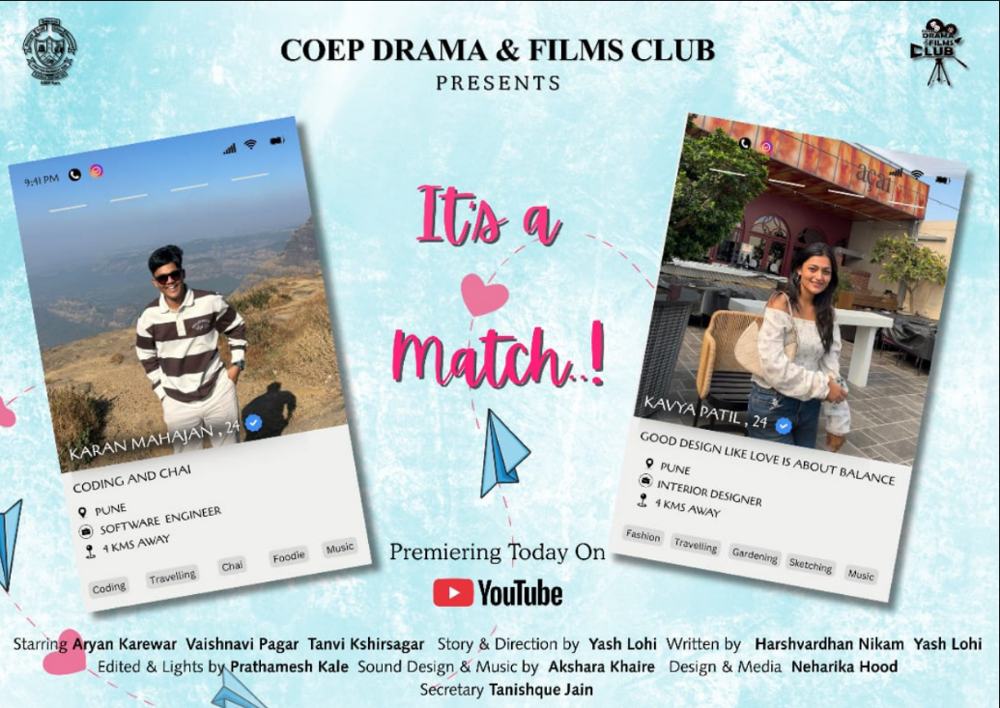 COEP DRAMA & FILMS CLUB
PRESENTS
DRAMA
& FILMS
CLUB
9:41 PM
KARAN MAHAJAN , 24
CODING AND CHAI
PUNE
SOFTWARE ENGINEER
4 KMS AWAY
Coding Travelling Chai Foodie Music
It's a
Match..!
açaí
KAVYA PATIL , 24
GOOD DESIGN LIKE LOVE IS ABOUT BALANCE
PUNE
INTERIOR DESIGNER
4 KMS AWAY
Fashion Travelling Gardening Sketching Music
Premiering Today On
YouTube
Starring Aryan Karewar Vaishnavi Pagar Tanvi Kshirsagar Story & Direction by Yash Lohi Written by Harshvardhan Nikam Yash Lohi
Edited & Lights by Prathamesh Kale Sound Design & Music by Akshara Khaire Design & Media Neharika Hood
Secretary Tanishque Jain